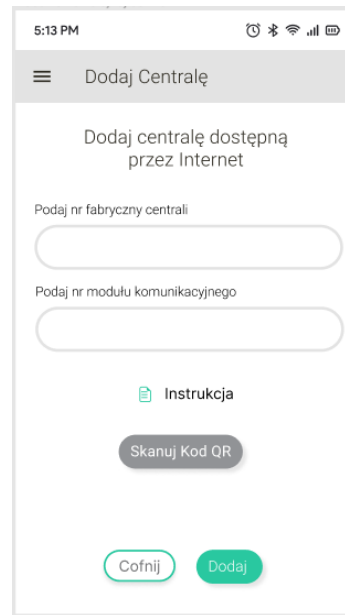 5:13 PM
Dodaj Centralę
Dodaj centralę dostępną
przez Internet
Podaj nr fabryczny centrali
Podaj nr modułu komunikacyjnego
Instrukcja
Skanuj Kod QR
Cofnij
Dodaj